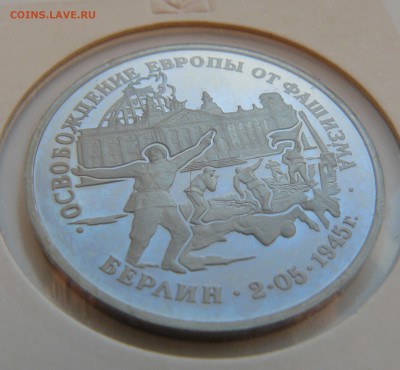 COINS.LAVE.RU
·ОСВОБОЖДЕНИЕ ЕВРОПЫ ОТ ФАШИЗМА·
БЕРЛИН · 2·05·1945г.